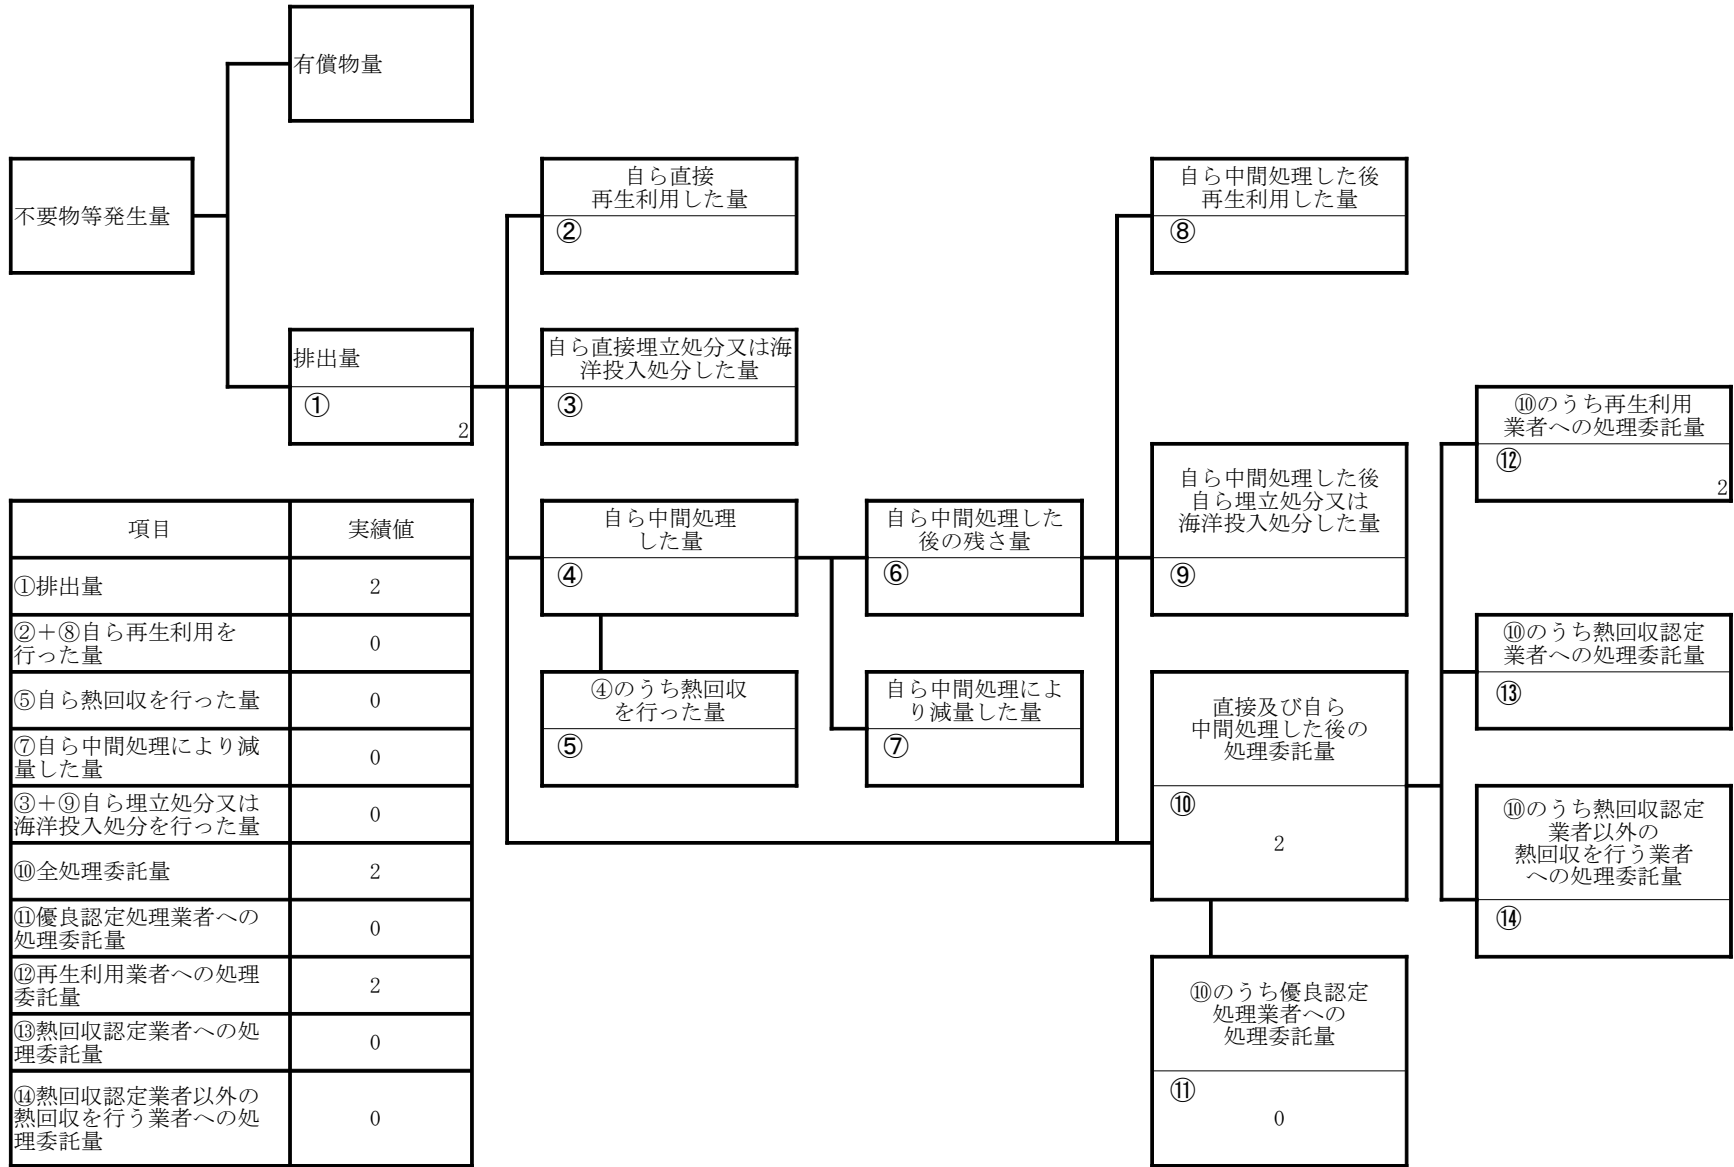 有償物量
不要物等発生量
自ら直接
再生利用した量
②
自ら中間処理した後
再生利用した量
⑧
排出量
①
2
自ら直接埋立処分又は海
洋投入処分した量
③
⑩のうち再生利用
業者への処理委託量
⑫
2
自ら中間処理した後
自ら埋立処分又は
海洋投入処分した量
⑨
自ら中間処理
した量
④
自ら中間処理した
後の残さ量
⑥
⑩のうち熱回収認定
業者への処理委託量
⑬
④のうち熱回収
を行った量
⑤
自ら中間処理によ
り減量した量
⑦
直接及び自ら
中間処理した後の
処理委託量
⑩
2
⑩のうち熱回収認定
業者以外の
熱回収を行う業者
への処理委託量
⑭
⑩のうち優良認定
処理業者への
処理委託量
⑪
0
項目 実績値
①排出量 2
②+⑧自ら再生利用を
行った量 0
⑤自ら熱回収を行った量 0
⑦自ら中間処理により減
量した量 0
③+⑨自ら埋立処分又は
海洋投入処分を行った量 0
⑩全処理委託量 2
⑪優良認定処理業者への
処理委託量 0
⑫再生利用業者への処理
委託量 2
⑬熱回収認定業者への処
理委託量 0
⑭熱回収認定業者以外の
熱回収を行う業者への処
理委託量 0